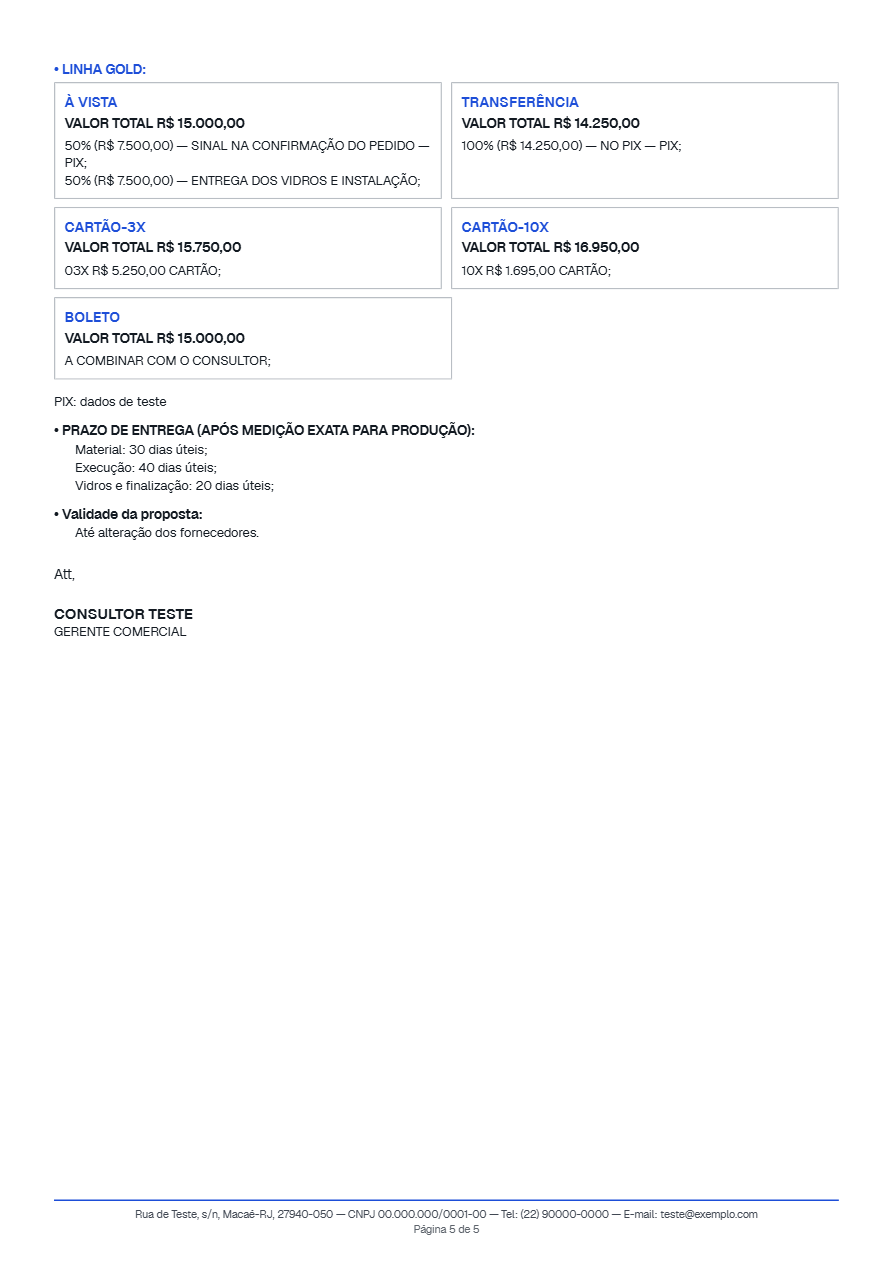 • LINHA GOLD:
À VISTA
VALOR TOTAL R$ 15.000,00
50% (R$ 7.500,00) — SINAL NA CONFIRMAÇÃO DO PEDIDO —
PIX;
50% (R$ 7.500,00) — ENTREGA DOS VIDROS E INSTALAÇÃO;
TRANSFERÊNCIA
VALOR TOTAL R$ 14.250,00
100% (R$ 14.250,00) — NO PIX — PIX;
CARTÃO-3X
VALOR TOTAL R$ 15.750,00
03X R$ 5.250,00 CARTÃO;
CARTÃO-10X
VALOR TOTAL R$ 16.950,00
10X R$ 1.695,00 CARTÃO;
BOLETO
VALOR TOTAL R$ 15.000,00
A COMBINAR COM O CONSULTOR;
PIX: dados de teste
• PRAZO DE ENTREGA (APÓS MEDIÇÃO EXATA PARA PRODUÇÃO):
Material: 30 dias úteis;
Execução: 40 dias úteis;
Vidros e finalização: 20 dias úteis;
• Validade da proposta:
Até alteração dos fornecedores.
Att,
CONSULTOR TESTE
GERENTE COMERCIAL
Rua de Teste, s/n, Macaé-RJ, 27940-050 — CNPJ 00.000.000/0001-00 — Tel: (22) 90000-0000 — E-mail: teste@exemplo.com
Página 5 de 5